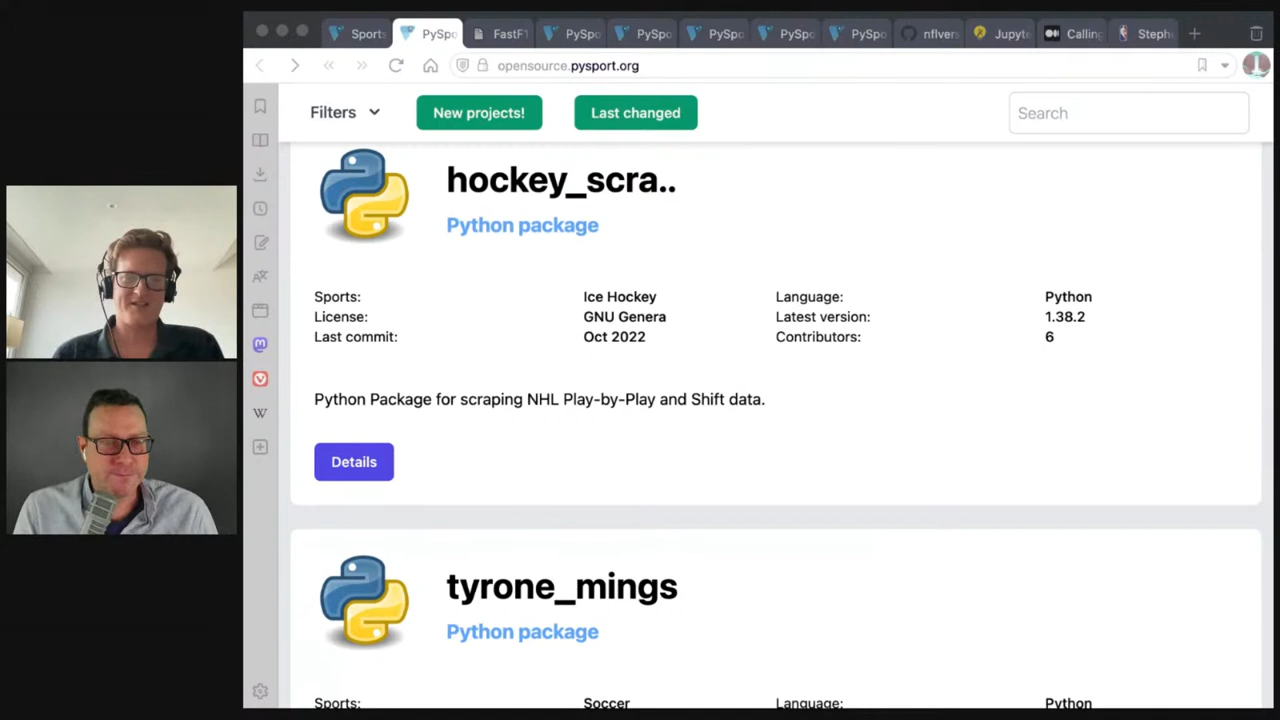 Sports
PySpo
FastF1
PySpo
PySpo
PySpo
PySpo
PySpo
nflvers
Jupyte
Calling
Stephe
opensource.pysport.org
Filters
New projects!
Last changed
Search
hockey_scra..
Python package
Sports: Ice Hockey Language: Python
License: GNU Genera Latest version: 1.38.2
Last commit: Oct 2022 Contributors: 6
Python Package for scraping NHL Play-by-Play and Shift data.
Details
tyrone_mings
Python package
Sports: Soccer Language: Python